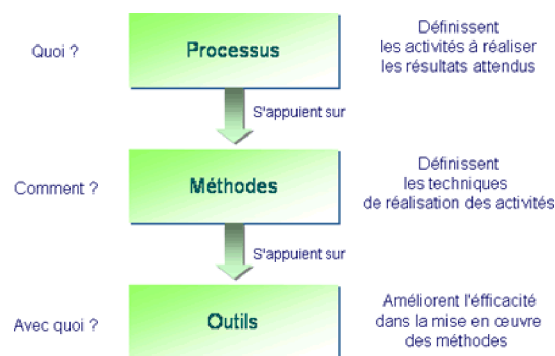 Quoi ?
Processus
Définissent
les activités à réaliser
les résultats attendus
S'appuient sur
Comment ?
Méthodes
Définissent
les techniques
de réalisation des activités
S'appuient sur
Avec quoi ?
Outils
Améliorent l'éfficacité
dans la mise en œuvre
des méthodes